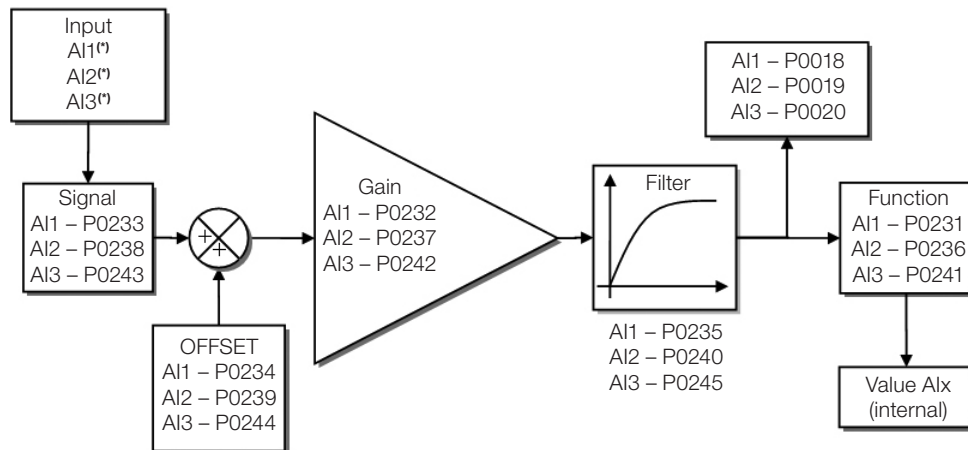 Input
AI1(*)
AI2(*)
AI3(*)
Signal
AI1 – P0233
AI2 – P0238
AI3 – P0243
+
+
OFFSET
AI1 – P0234
AI2 – P0239
AI3 – P0244
Gain
AI1 – P0232
AI2 – P0237
AI3 – P0242
Filter
AI1 – P0235
AI2 – P0240
AI3 – P0245
AI1 – P0018
AI2 – P0019
AI3 – P0020
Function
AI1 – P0231
AI2 – P0236
AI3 – P0241
Value AIx
(internal)